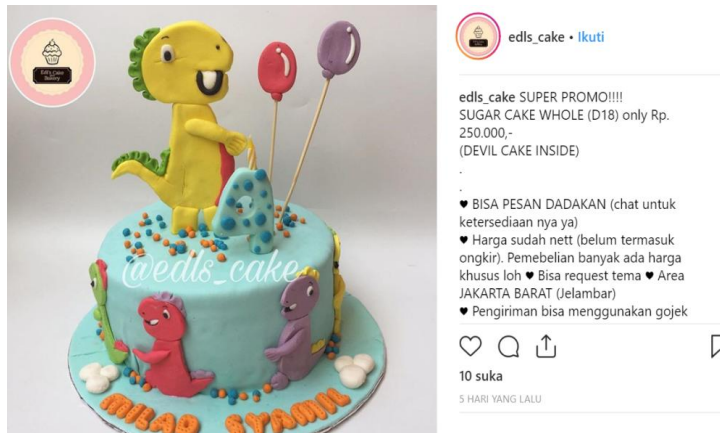 Edl's Cake
Bakery
A
@edls_cake
MILAD SYAMIL
edls_cake • Ikuti
edls_cake SUPER PROMO!!!!
SUGAR CAKE WHOLE (D18) only Rp.
250.000,-
(DEVIL CAKE INSIDE)
.
.
♥ BISA PESAN DADAKAN (chat untuk
ketersediaan nya ya)
♥ Harga sudah nett (belum termasuk
ongkir). Pemebelian banyak ada harga
khusus loh ♥ Bisa request tema ♥ Area
JAKARTA BARAT (Jelambar)
♥ Pengiriman bisa menggunakan gojek
10 suka
5 HARI YANG LALU